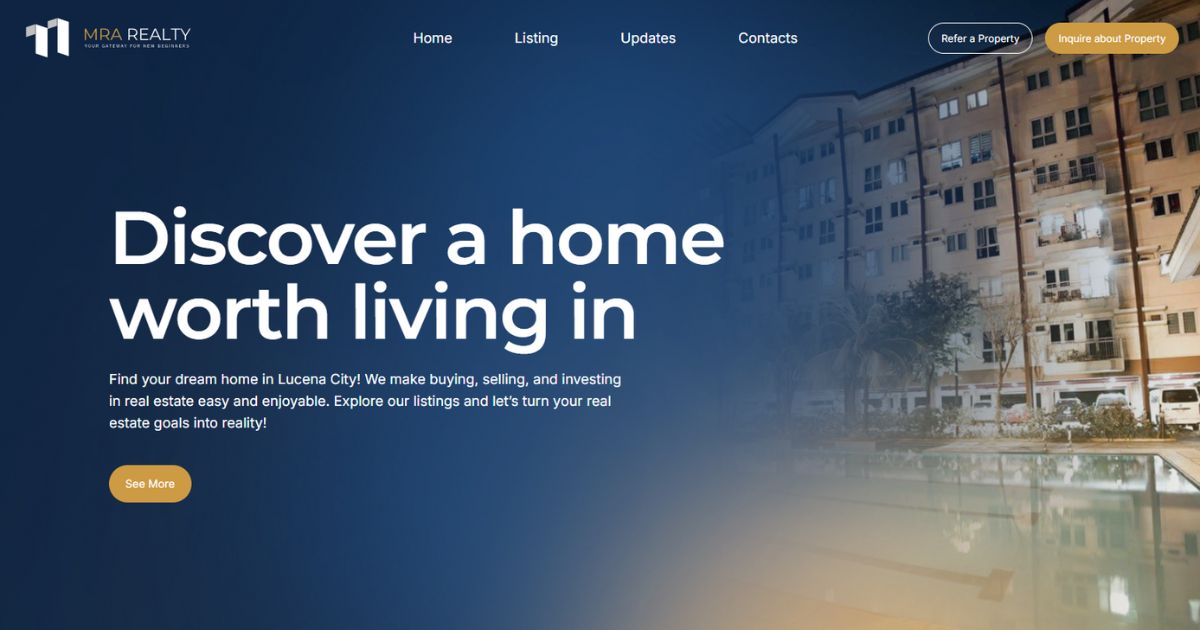 MRA REALTY
YOUR GATEWAY FOR NEW BEGINNERS
Home
Listing
Updates
Contacts
Refer a Property
Inquire about Property
Discover a home
worth living in
Find your dream home in Lucena City! We make buying, selling, and investing
in real estate easy and enjoyable. Explore our listings and let’s turn your real
estate goals into reality!
See More